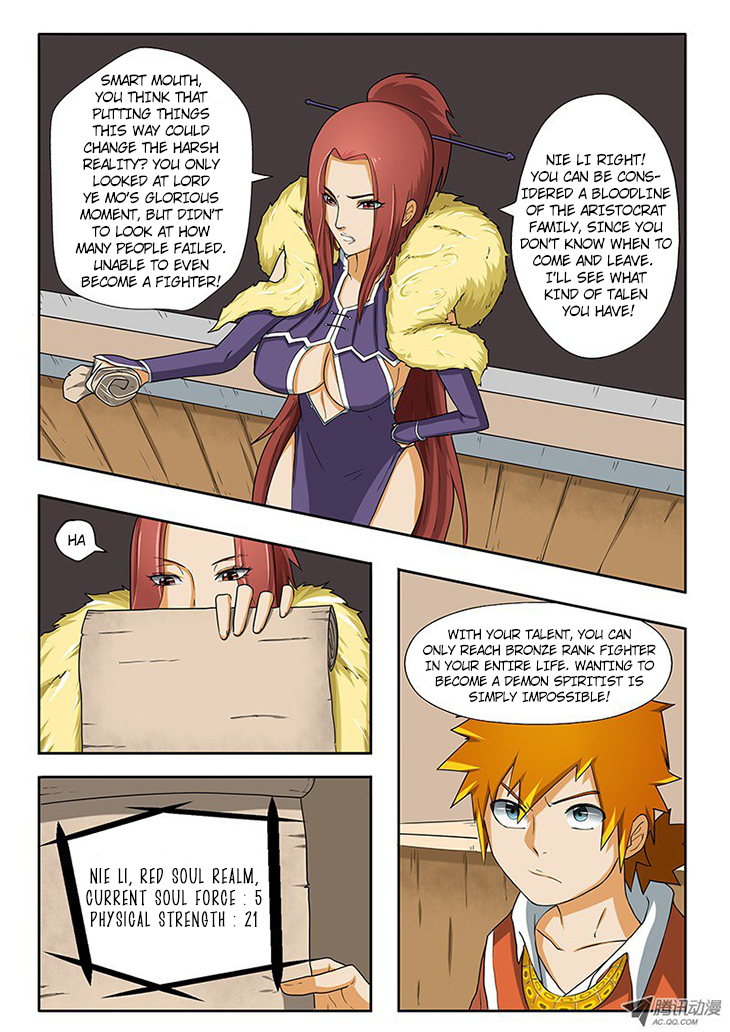 SMART MOUTH,
YOU THINK THAT
PUTTING THINGS
THIS WAY COULD
CHANGE THE HARSH
REALITY? YOU ONLY
LOOKED AT LORD
YE MO'S GLORIOUS
MOMENT, BUT DIDN'T
TO LOOK AT HOW
MANY PEOPLE FAILED.
UNABLE TO EVEN
BECOME A FIGHTER!
NIE LI RIGHT!
YOU CAN BE CONS-
IDERED A BLOODLINE
OF THE ARISTOCRAT
FAMILY, SINCE YOU
DON'T KNOW WHEN TO
COME AND LEAVE.
I'LL SEE WHAT
KIND OF TALEN
YOU HAVE!
HA
WITH YOUR TALENT, YOU CAN
ONLY REACH BRONZE RANK FIGHTER
IN YOUR ENTIRE LIFE. WANTING TO
BECOME A DEMON SPIRITIST IS
SIMPLY IMPOSSIBLE!
NIE LI, RED SOUL REALM,
CURRENT SOUL FORCE : 5
PHYSICAL STRENGTH : 21
腾讯动漫
AC.QQ.COM